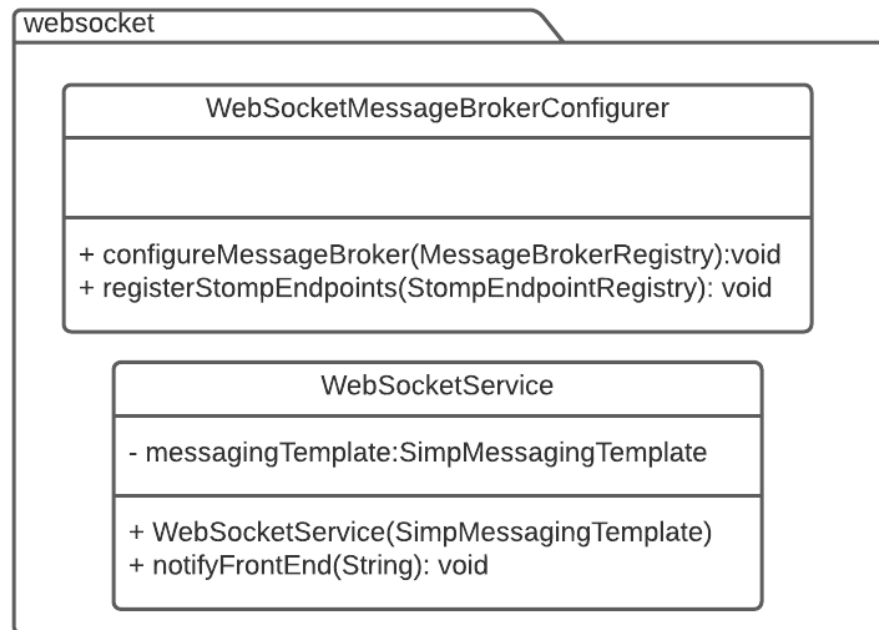 websocket
WebSocketMessageBrokerConfigurer
+ configureMessageBroker(MessageBrokerRegistry):void
+ registerStompEndpoints(StompEndpointRegistry): void
WebSocketService
- messagingTemplate:SimpMessagingTemplate
+ WebSocketService(SimpMessagingTemplate)
+ notifyFrontEnd(String): void